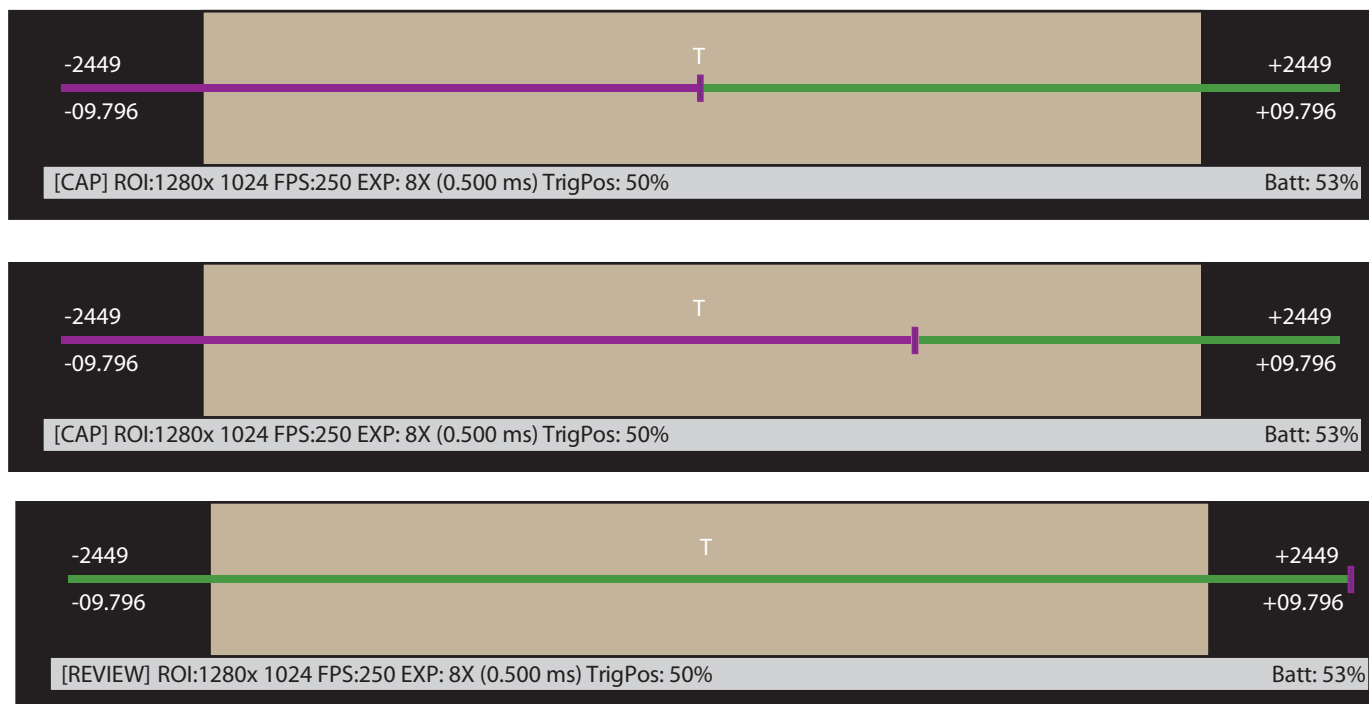 T
-2449 +2449
-09.796 +09.796
[CAP] ROI:1280x 1024 FPS:250 EXP: 8X (0.500 ms) TrigPos: 50% Batt: 53%
T
-2449 +2449
-09.796 +09.796
[CAP] ROI:1280x 1024 FPS:250 EXP: 8X (0.500 ms) TrigPos: 50% Batt: 53%
T
-2449 +2449
-09.796 +09.796
[REVIEW] ROI:1280x 1024 FPS:250 EXP: 8X (0.500 ms) TrigPos: 50% Batt: 53%